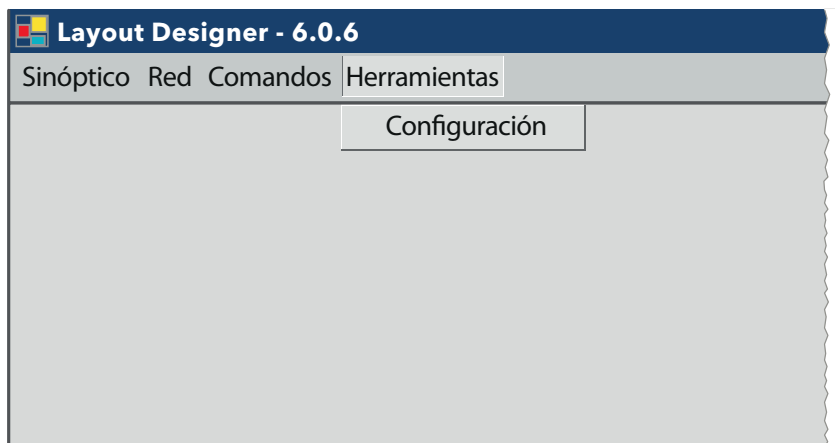 Layout Designer - 6.0.6
Sinóptico Red Comandos Herramientas
Configuración